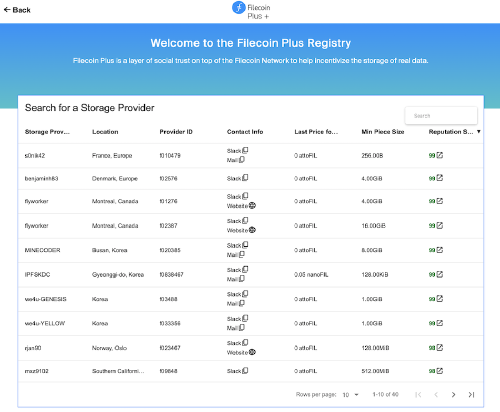 ← Back
Filecoin
Plus +
Welcome to the Filecoin Plus Registry
Filecoin Plus is a layer of social trust on top of the Filecoin Network to help incentivize the storage of real data.
Search for a Storage Provider
Search
Storage Prov... Location Provider ID Contact Info Last Price fo... Min Piece Size Reputation S...
s0nik42 France, Europe f010479 Slack Mail 0 attoFIL 256.00B 99
benjaminh83 Denmark, Europe f02576 Slack 0 attoFIL 4.00GiB 99
flyworker Montreal, Canada f01276 Slack Website 0 attoFIL 4.00GiB 99
flyworker Montreal, Canada f02387 Slack Website 0 attoFIL 16.00GiB 99
MINECODER Busan, Korea f020385 Slack Mail 0 attoFIL 8.00GiB 99
IPFSKDC Gyeonggi-do, Korea f0838467 Slack Mail 0.05 nanoFIL 128.00KiB 99
we4u-GENESIS Korea f03488 Slack Mail 0 attoFIL 1.00GiB 99
we4u-YELLOW Korea f033356 Slack Mail 0 attoFIL 1.00GiB 99
rjan90 Norway, Oslo f023467 Slack Website 0 attoFIL 128.00MiB 98
msz9102 Southern Californi... f09848 Slack 0 attoFIL 512.00MiB 98
Rows per page: 10 1-10 of 40